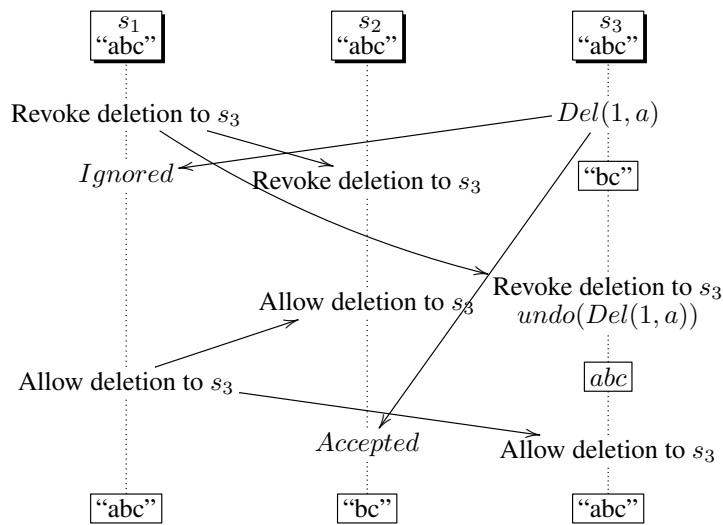 s₁ s₂ s₃
“abc” “abc” “abc”
Revoke deletion to s₃ Del(1, a)
Ignored Revoke deletion to s₃ “bc”
Revoke deletion to s₃
Allow deletion to s₃ undo(Del(1, a))
Allow deletion to s₃ abc
Accepted Allow deletion to s₃
“abc” “bc” “abc”